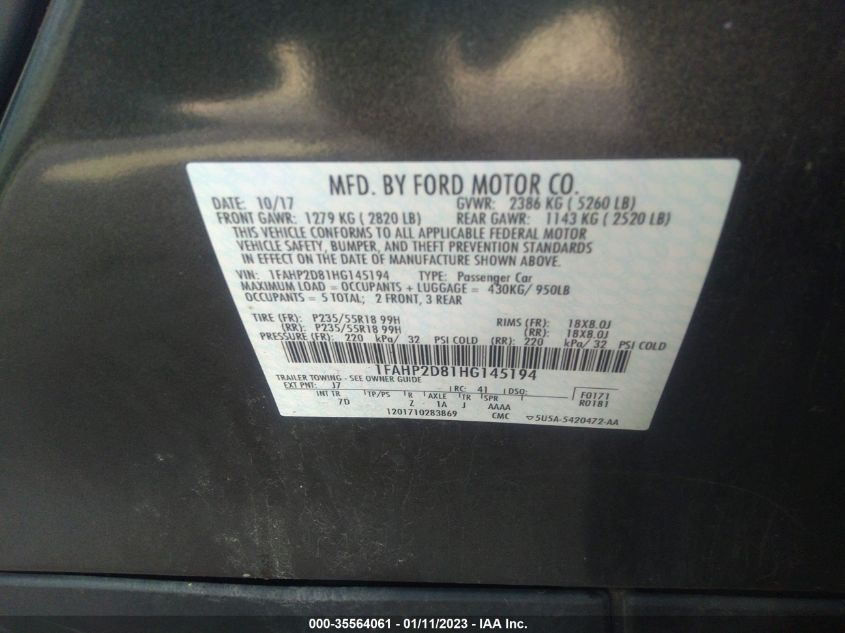 MFD. BY FORD MOTOR CO.
DATE: 10/17 GVWR: 2386 KG ( 5260 LB)
FRONT GAWR: 1279 KG ( 2820 LB) REAR GAWR: 1143 KG ( 2520 LB)
THIS VEHICLE CONFORMS TO ALL APPLICABLE FEDERAL MOTOR
VEHICLE SAFETY, BUMPER, AND THEFT PREVENTION STANDARDS
IN EFFECT ON THE DATE OF MANUFACTURE SHOWN ABOVE.
VIN: 1FAHP2D81HG145194 TYPE: Passenger Car
MAXIMUM LOAD = OCCUPANTS + LUGGAGE = 430KG/ 950LB
OCCUPANTS = 5 TOTAL; 2 FRONT, 3 REAR
TIRE (FR): P235/55R18 99H RIMS (FR): 18X8.0J
(RR): P235/55R18 99H (RR): 18X8.0J
PRESSURE (FR): 220 kPa/ 32 PSI COLD (RR): 220 kPa/ 32 PSI COLD
1FAHP2D81HG145194
TRAILER TOWING - SEE OWNER GUIDE
EXT PNT: J7 RC: 41 DSO: F0171
INT TR TP/PS R AXLE TR SPR R0181
7D Z 1A J AAAA
1201710283869 CMC 5U5A-5420472-AA
000-35564061 / 01/11/2023 - IAA Inc.